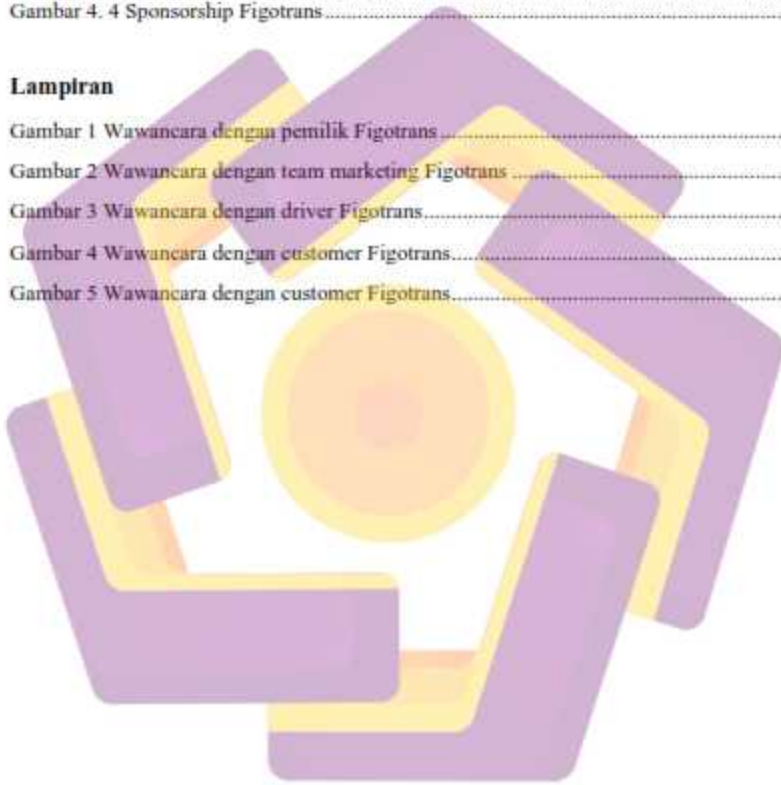 Gambar 4. 4 Sponsorship Figotrans........................................
Lampiran
Gambar 1 Wawancara dengan pemilik Figotrans........................................
Gambar 2 Wawancara dengan team marketing Figotrans........................................
Gambar 3 Wawancara dengan driver Figotrans........................................
Gambar 4 Wawancara dengan customer Figotrans........................................
Gambar 5 Wawancara dengan customer Figotrans........................................